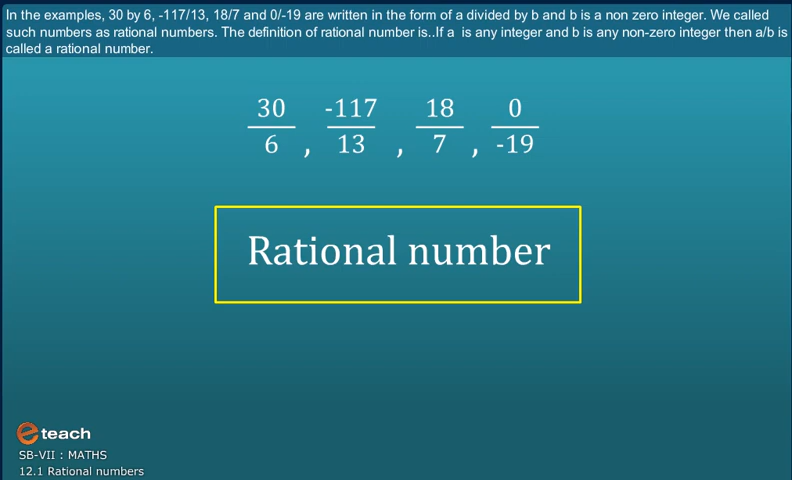 In the examples, 30 by 6, -117/13, 18/7 and 0/-19 are written in the form of a divided by b and b is a non zero integer. We called
such numbers as rational numbers. The definition of rational number is..If a  is any integer and b is any non-zero integer then a/b is
called a rational number.
30/6 , -117/13 , 18/7 , 0/-19
Rational number
e teach
SB-VII : MATHS
12.1 Rational numbers